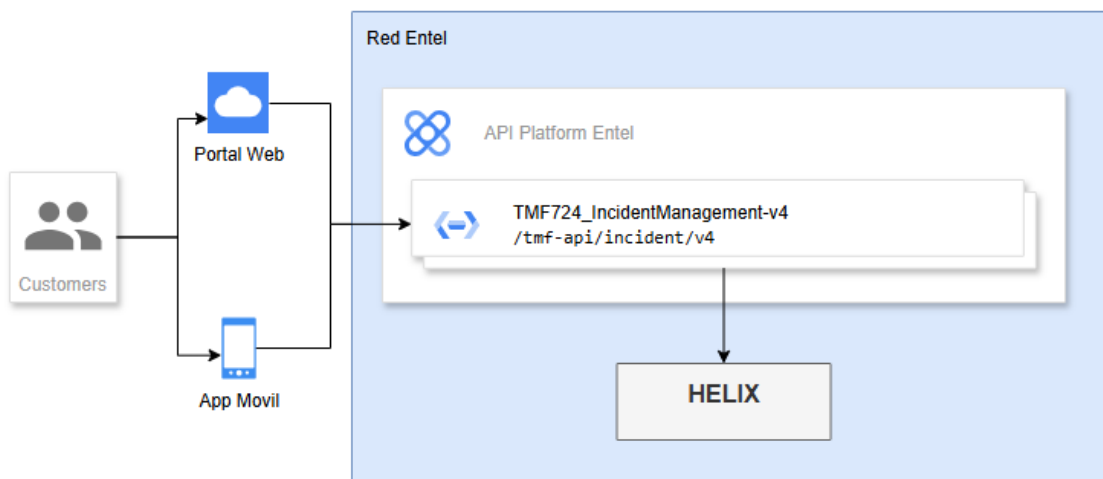 Red Entel
Portal Web
API Platform Entel
Customers
TMF724_IncidentManagement-v4
/tmf-api/incident/v4
App Movil
HELIX